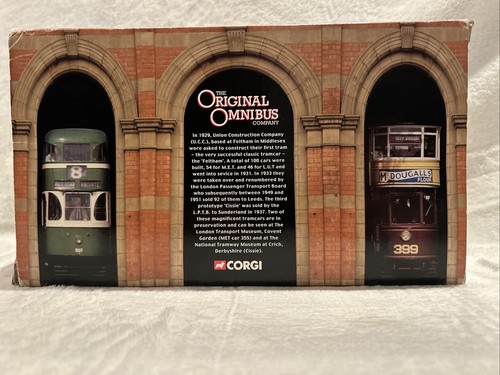 THE
ORIGINAL
OMNIBUS
COMPANY
In 1929, Union Construction Company
(U.C.C.), based at Feltham in Middlesex
were asked to construct their first tram
- the very successful classic tramcar -
the 'Feltham'. A total of 100 cars were
built, 54 for M.E.T. and 46 for L.U.T and
went into sevice in 1931. In 1933 they
were taken over and renumbered by
the London Passenger Transport Board
who subsequently between 1949 and
1951 sold 92 of them to Leeds. The third
prototype 'Cissie' was sold by the
L.P.T.B. to Sunderland in 1937. Two of
these magnificent tramcars are in
preservation and can be seen at The
London Transport Museum, Covent
Garden (MET car 355) and at The
National Tramway Museum at Crich,
Derbyshire (Cissie).
CORGI
8
McDOUGALLS
FLOUR
399